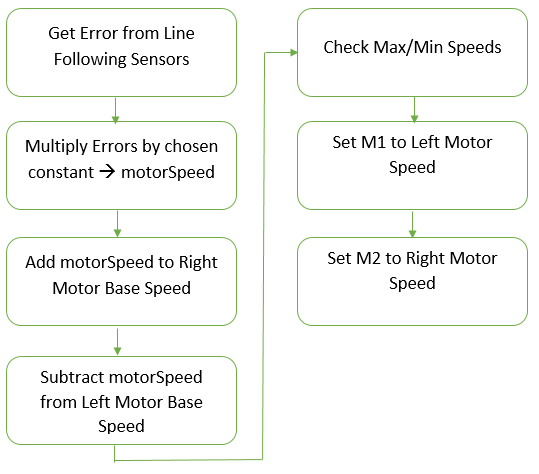 Get Error from Line
Following Sensors
Multiply Errors by chosen
constant → motorSpeed
Add motorSpeed to Right
Motor Base Speed
Subtract motorSpeed
from Left Motor Base
Speed
Check Max/Min Speeds
Set M1 to Left Motor
Speed
Set M2 to Right Motor
Speed